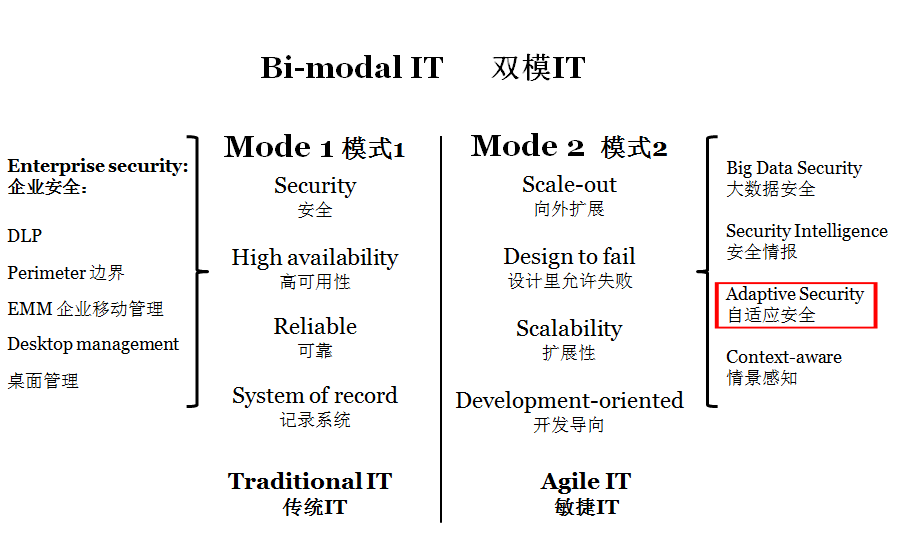 Bi-modal IT 双模IT
Enterprise security:
企业安全:
DLP
Perimeter 边界
EMM 企业移动管理
Desktop management
桌面管理
Mode 1 模式1
Security
安全
High availability
高可用性
Reliable
可靠
System of record
记录系统
Traditional IT
传统IT
Mode 2 模式2
Scale-out
向外扩展
Design to fail
设计里允许失败
Scalability
扩展性
Development-oriented
开发导向
Agile IT
敏捷IT
Big Data Security
大数据安全
Security Intelligence
安全情报
Adaptive Security
自适应安全
Context-aware
情景感知